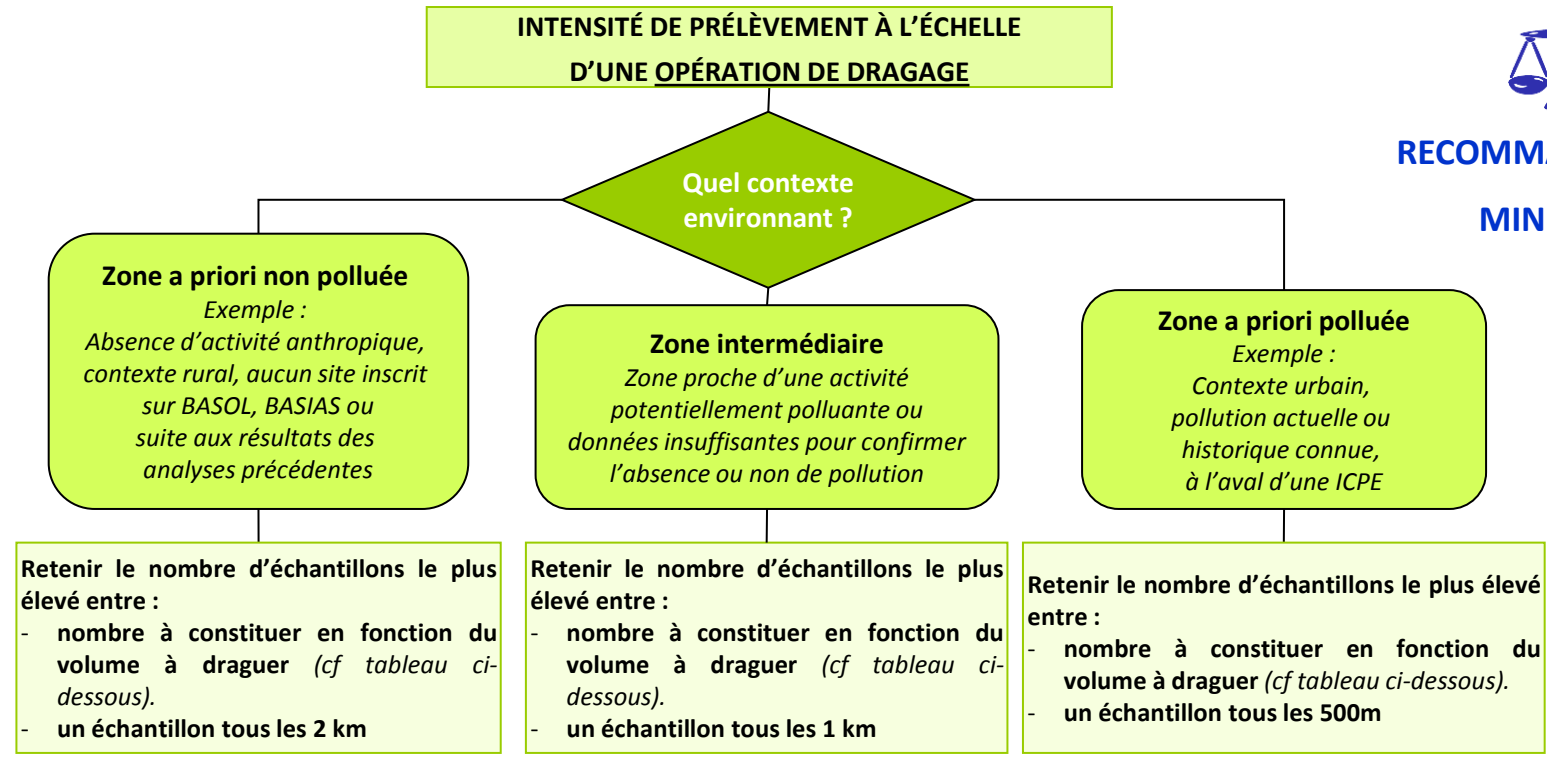 INTENSITÉ DE PRÉLÈVEMENT À L'ÉCHELLE
D'UNE OPÉRATION DE DRAGAGE
RECOMMA
MIN
Quel contexte
environnant ?
Zone a priori non polluée
Exemple :
Absence d'activité anthropique,
contexte rural, aucun site inscrit
sur BASOL, BASIAS ou
suite aux résultats des
analyses précédentes
Zone intermédiaire
Zone proche d'une activité
potentiellement polluante ou
données insuffisantes pour confirmer
l'absence ou non de pollution
Zone a priori polluée
Exemple :
Contexte urbain,
pollution actuelle ou
historique connue,
à l'aval d'une ICPE
Retenir le nombre d'échantillons le plus
élevé entre :
- nombre à constituer en fonction du
volume à draguer (cf tableau ci-
dessous).
- un échantillon tous les 2 km
Retenir le nombre d'échantillons le plus
élevé entre :
- nombre à constituer en fonction du
volume à draguer (cf tableau ci-
dessous).
- un échantillon tous les 1 km
Retenir le nombre d'échantillons le plus élevé
entre :
- nombre à constituer en fonction du
volume à draguer (cf tableau ci-dessous).
- un échantillon tous les 500m